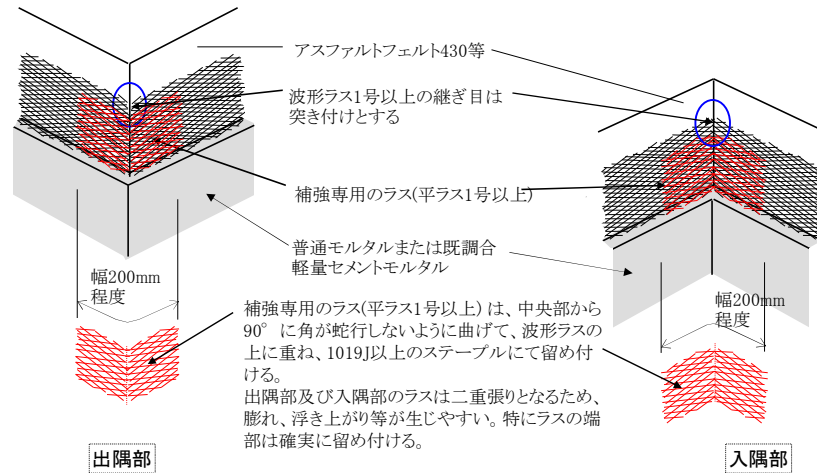 アスファルトフェルト430等
波形ラス1号以上の継ぎ目は
突き付けとする
補強専用のラス(平ラス1号以上)
普通モルタルまたは既調合
軽量セメントモルタル
幅200mm
程度
幅200mm
程度
補強専用のラス(平ラス1号以上) は、中央部から
90°に角が蛇行しないように曲げて、波形ラスの
上に重ね、1019J以上のステープルにて留め付
ける。
出隅部及び入隅部のラスは二重張りとなるため、
膨れ、浮き上がり等が生じやすい。特にラスの端
部は確実に留め付ける。
出隅部
入隅部